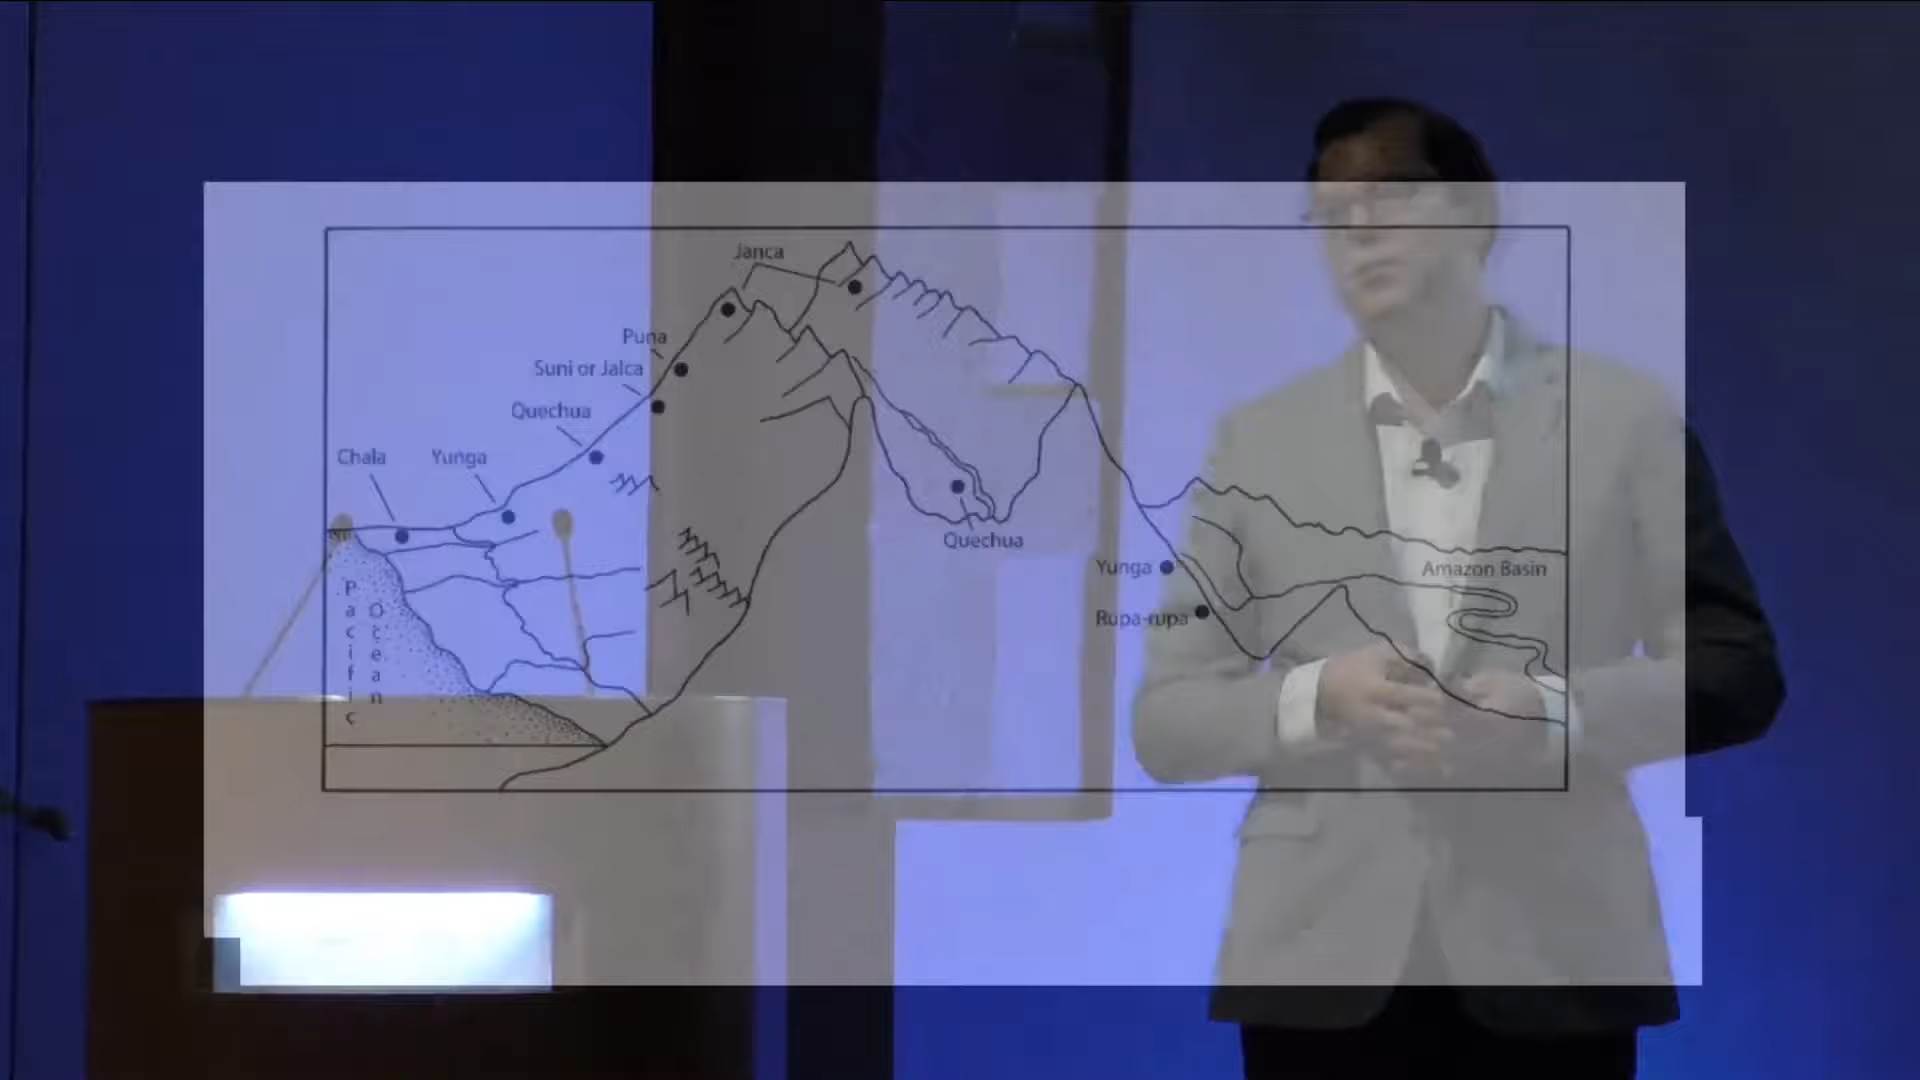 Janca
Puna
Suni or Jalca
Quechua
Chala
Yunga
Quechua
Yunga
Rupa-rupa
Amazon Basin
Pacific
Ocean